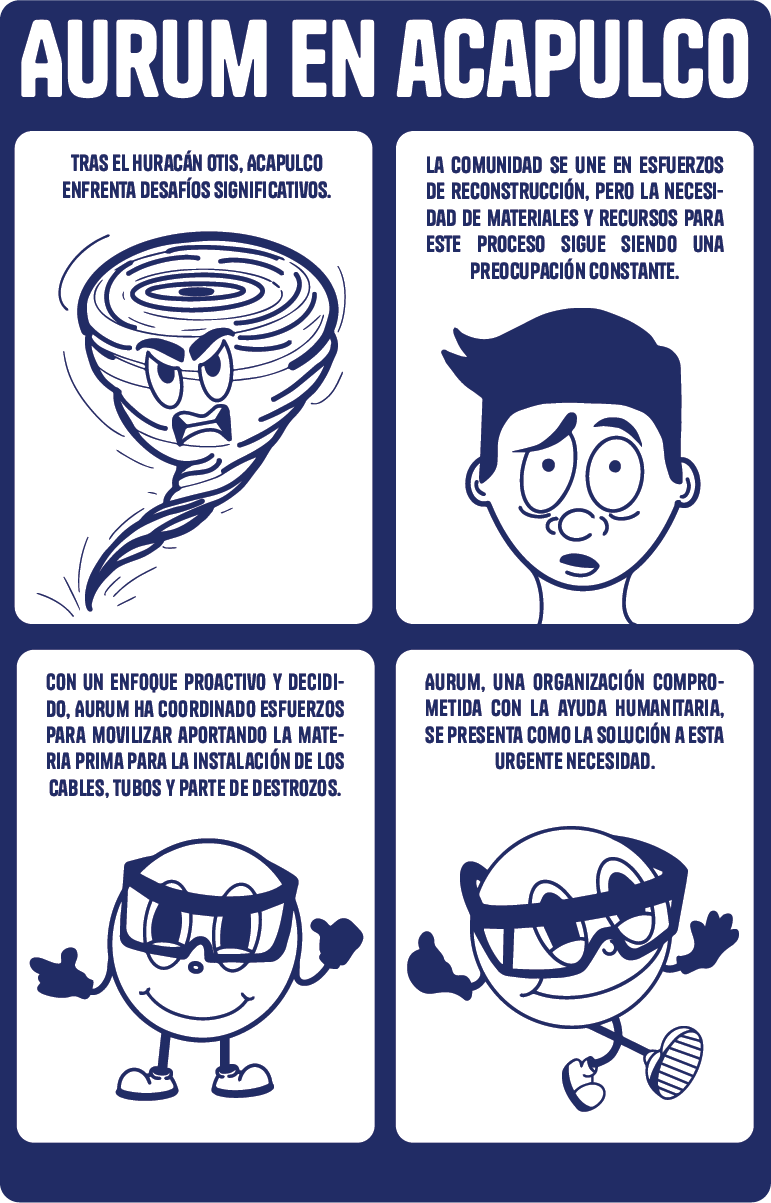 AURUM EN ACAPULCO
TRAS EL HURACÁN OTIS, ACAPULCO
ENFRENTA DESAFÍOS SIGNIFICATIVOS.
LA COMUNIDAD SE UNE EN ESFUERZOS
DE RECONSTRUCCIÓN, PERO LA NECESI-
DAD DE MATERIALES Y RECURSOS PARA
ESTE PROCESO SIGUE SIENDO UNA
PREOCUPACIÓN CONSTANTE.
CON UN ENFOQUE PROACTIVO Y DECIDI-
DO, AURUM HA COORDINADO ESFUERZOS
PARA MOVILIZAR APORTANDO LA MATE-
RIA PRIMA PARA LA INSTALACIÓN DE LOS
CABLES, TUBOS Y PARTE DE DESTROZOS.
AURUM, UNA ORGANIZACIÓN COMPRO-
METIDA CON LA AYUDA HUMANITARIA,
SE PRESENTA COMO LA SOLUCIÓN A ESTA
URGENTE NECESIDAD.